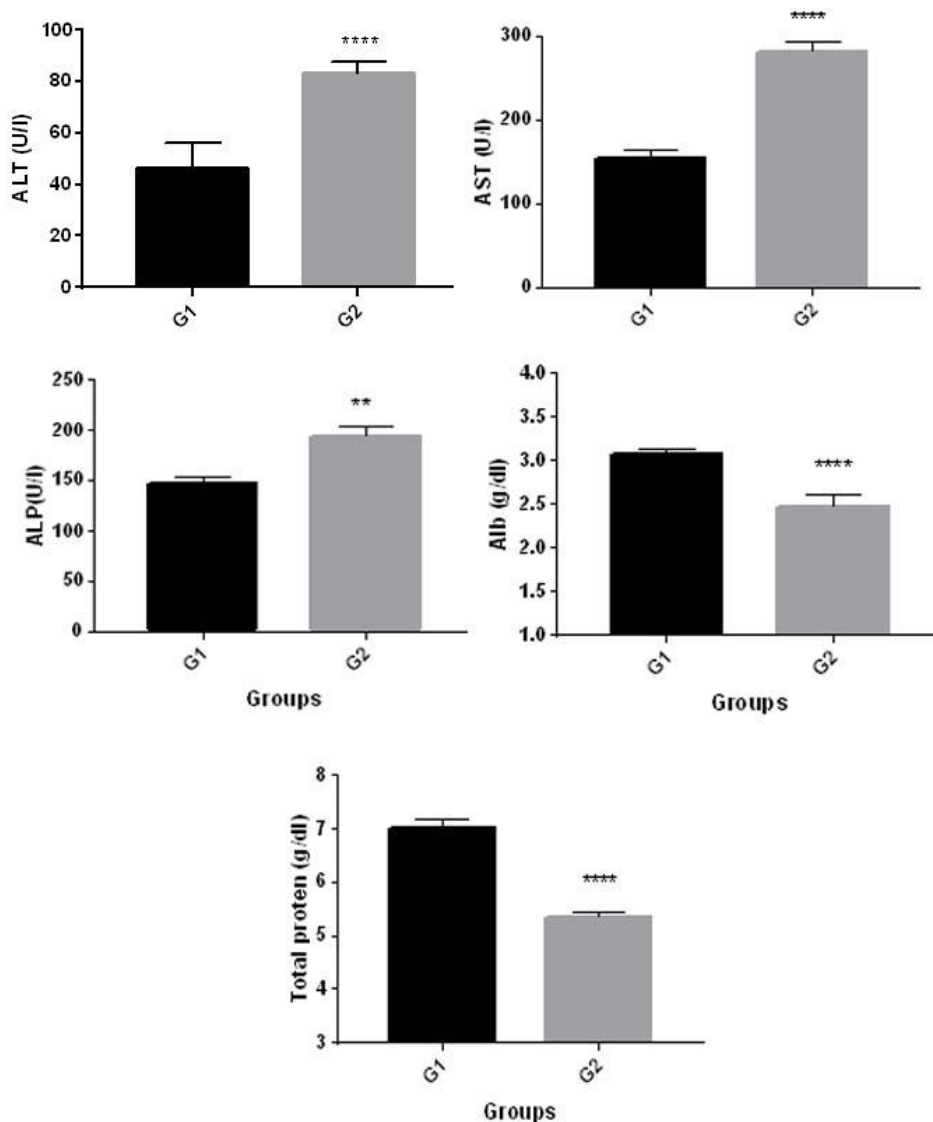 ALT (U/l)
100
80
60
40
20
0
****
G1
G2
AST (U/l)
300
200
100
0
****
G1
G2
ALP(U/l)
250
200
150
100
50
0
**
G1
G2
Groups
Alb (g/dl)
4.0
3.5
3.0
2.5
2.0
1.5
1.0
****
G1
G2
Groups
Total proten (g/dl)
8
7
6
5
4
3
****
G1
G2
Groups